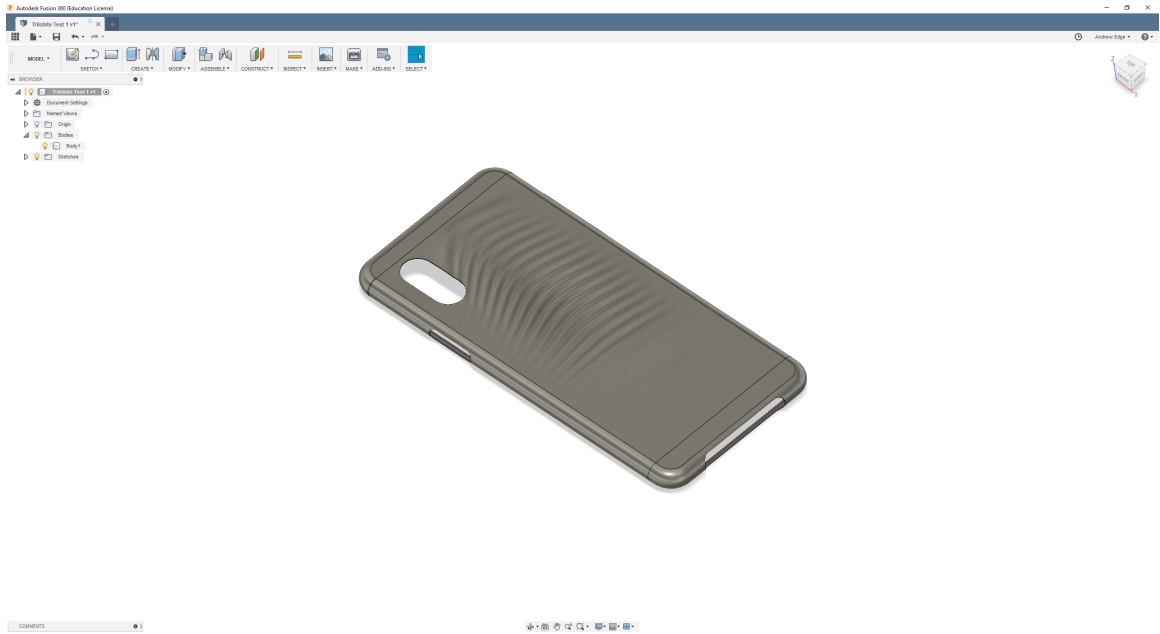 Autodesk Fusion 360 (Education License)
Trilobite Test 1 v1*
Andrew Edge
MODEL
SKETCH
CREATE
MODIFY
ASSEMBLE
CONSTRUCT
INSPECT
INSERT
MAKE
ADD-INS
SELECT
BROWSER
Trilobite Test 1 v1
Document Settings
Named Views
Origin
Bodies
Body1
Sketches
Z
X
COMMENTS